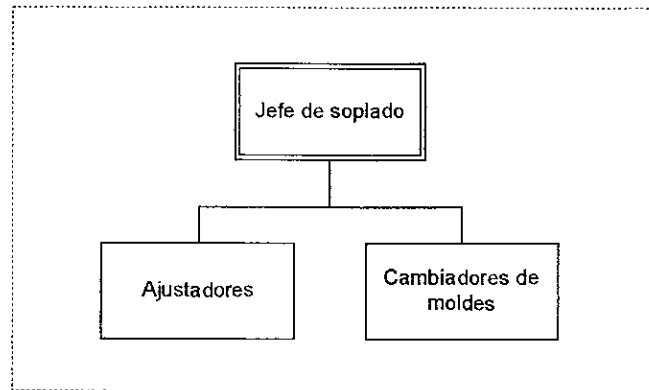 Jefe de soplado
Ajustadores
Cambiadores de
moldes